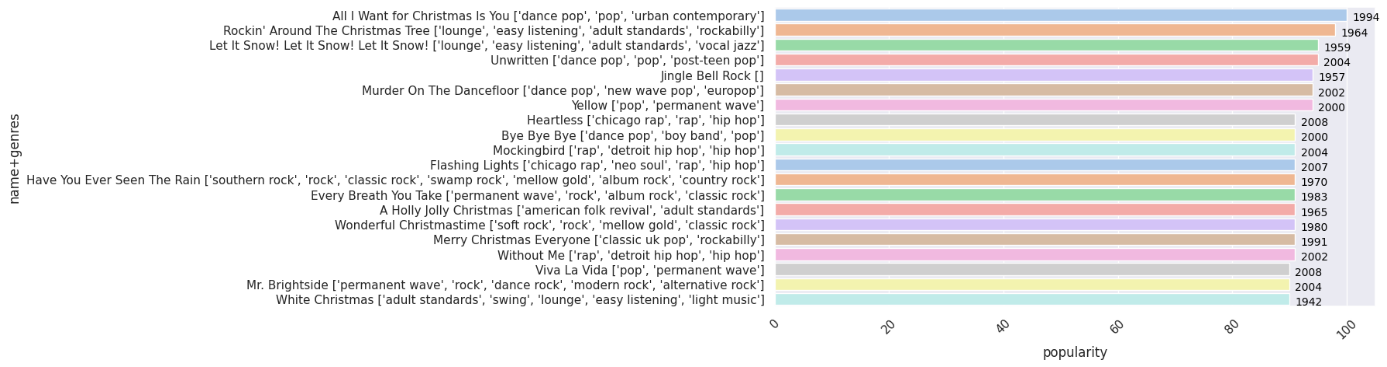 All I Want for Christmas Is You ['dance pop', 'pop', 'urban contemporary'] 1994
Rockin' Around The Christmas Tree ['lounge', 'easy listening', 'adult standards', 'rockabilly'] 1964
Let It Snow! Let It Snow! Let It Snow! ['lounge', 'easy listening', 'adult standards', 'vocal jazz'] 1959
Unwritten ['dance pop', 'pop', 'post-teen pop'] 2004
Jingle Bell Rock [] 1957
Murder On The Dancefloor ['dance pop', 'new wave pop', 'europop'] 2002
Yellow ['pop', 'permanent wave'] 2000
Heartless ['chicago rap', 'rap', 'hip hop'] 2008
Bye Bye Bye ['dance pop', 'boy band', 'pop'] 2000
Mockingbird ['rap', 'detroit hip hop', 'hip hop'] 2004
Flashing Lights ['chicago rap', 'neo soul', 'rap', 'hip hop'] 2007
Have You Ever Seen The Rain ['southern rock', 'rock', 'classic rock', 'swamp rock', 'mellow gold', 'album rock', 'country rock'] 1970
Every Breath You Take ['permanent wave', 'rock', 'album rock', 'classic rock'] 1983
A Holly Jolly Christmas ['american folk revival', 'adult standards'] 1965
Wonderful Christmastime ['soft rock', 'rock', 'mellow gold', 'classic rock'] 1980
Merry Christmas Everyone ['classic uk pop', 'rockabilly'] 1991
Without Me ['rap', 'detroit hip hop', 'hip hop'] 2002
Viva La Vida ['pop', 'permanent wave'] 2008
Mr. Brightside ['permanent wave', 'rock', 'dance rock', 'modern rock', 'alternative rock'] 2004
White Christmas ['adult standards', 'swing', 'lounge', 'easy listening', 'light music'] 1942
name+genres
0 20 40 60 80 100
popularity